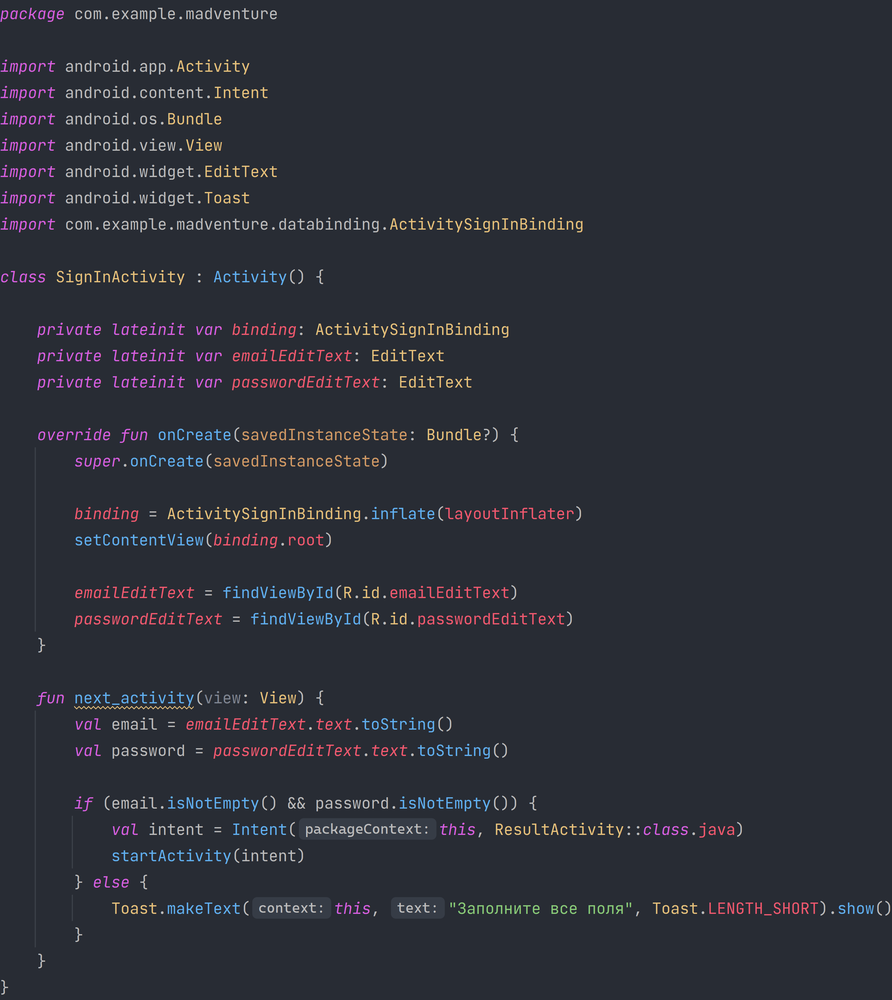 package com.example.madventure
import android.app.Activity
import android.content.Intent
import android.os.Bundle
import android.view.View
import android.widget.EditText
import android.widget.Toast
import com.example.madventure.databinding.ActivitySignInBinding
class SignInActivity : Activity() {
    private lateinit var binding: ActivitySignInBinding
    private lateinit var emailEditText: EditText
    private lateinit var passwordEditText: EditText
    override fun onCreate(savedInstanceState: Bundle?) {
        super.onCreate(savedInstanceState)
        binding = ActivitySignInBinding.inflate(layoutInflater)
        setContentView(binding.root)
        emailEditText = findViewById(R.id.emailEditText)
        passwordEditText = findViewById(R.id.passwordEditText)
    }
    fun next_activity(view: View) {
        val email = emailEditText.text.toString()
        val password = passwordEditText.text.toString()
        if (email.isNotEmpty() && password.isNotEmpty()) {
            val intent = Intent( packageContext: this, ResultActivity::class.java)
            startActivity(intent)
        } else {
            Toast.makeText( context: this, text: "Заполните все поля", Toast.LENGTH_SHORT).show()
        }
    }
}